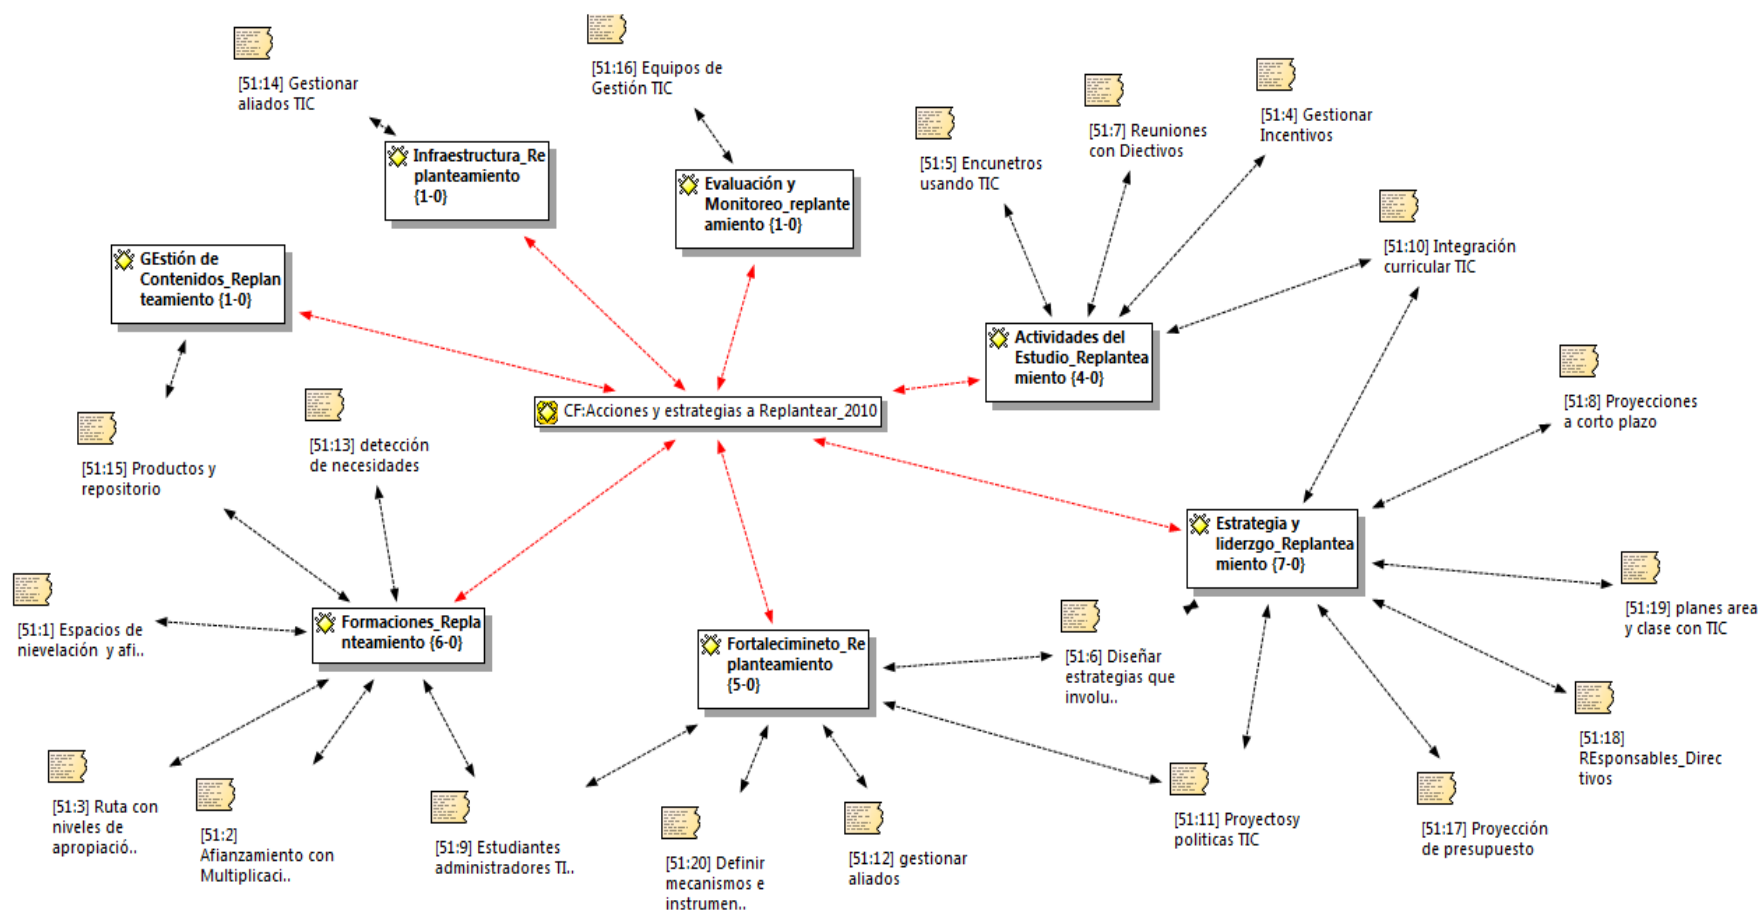 [51:14] Gestionar
aliados TIC
[51:16] Equipos de
Gestión TIC
[51:5] Encunetros
usando TIC
[51:7] Reuniones
con Diectivos
[51:4] Gestionar
Incentivos
[51:10] Integración
curricular TIC
Infraestructura_Re
planteamiento
{1-0}
Evaluación y
Monitoreo_replante
amiento {1-0}
GEstión de
Contenidos_Replan
teamiento {1-0}
Actividades del
Estudio_Replantea
miento {4-0}
CF:Acciones y estrategias a Replantear_2010
[51:8] Proyecciones
a corto plazo
[51:13] detección
de necesidades
[51:15] Productos y
repositorio
Estrategia y
liderzgo_Replantea
miento {7-0}
[51:19] planes area
y clase con TIC
[51:1] Espacios de
nievelación y afi..
Formaciones_Repla
nteamiento {6-0}
Fortalecimineto_Re
planteamiento
{5-0}
[51:6] Diseñar
estrategias que
involu..
[51:18]
REsponsables_Direc
tivos
[51:3] Ruta con
niveles de
apropiació..
[51:2]
Afianzamiento con
Multiplicaci..
[51:9] Estudiantes
administradores TI..
[51:20] Definir
mecanismos e
instrumen..
[51:12] gestionar
aliados
[51:11] Proyectosy
politicas TIC
[51:17] Proyección
de presupuesto